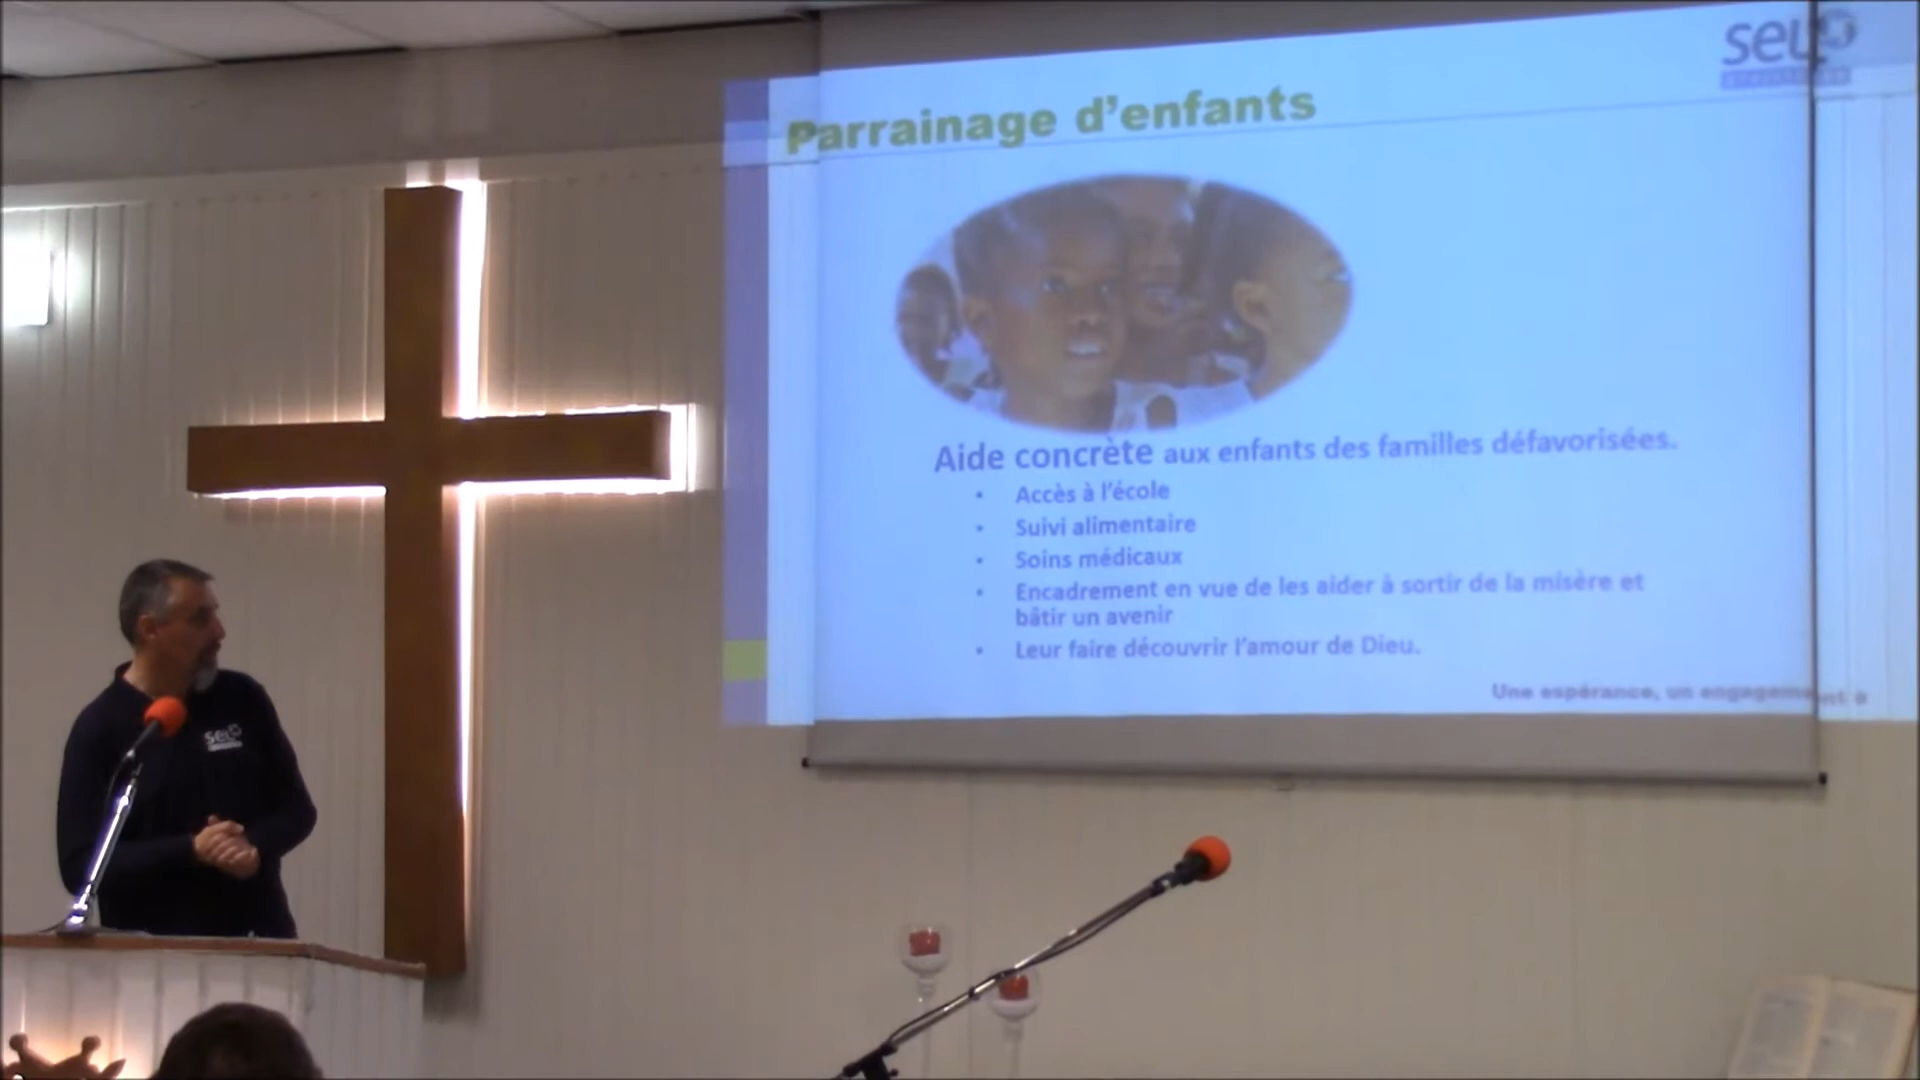 sel
Parrainage d'enfants
Aide concrète aux enfants des familles défavorisées.
• Accès à l'école
• Suivi alimentaire
• Soins médicaux
• Encadrement en vue de les aider à sortir de la misère et
bâtir un avenir
• Leur faire découvrir l'amour de Dieu.
Une espérance, un engagement
sel